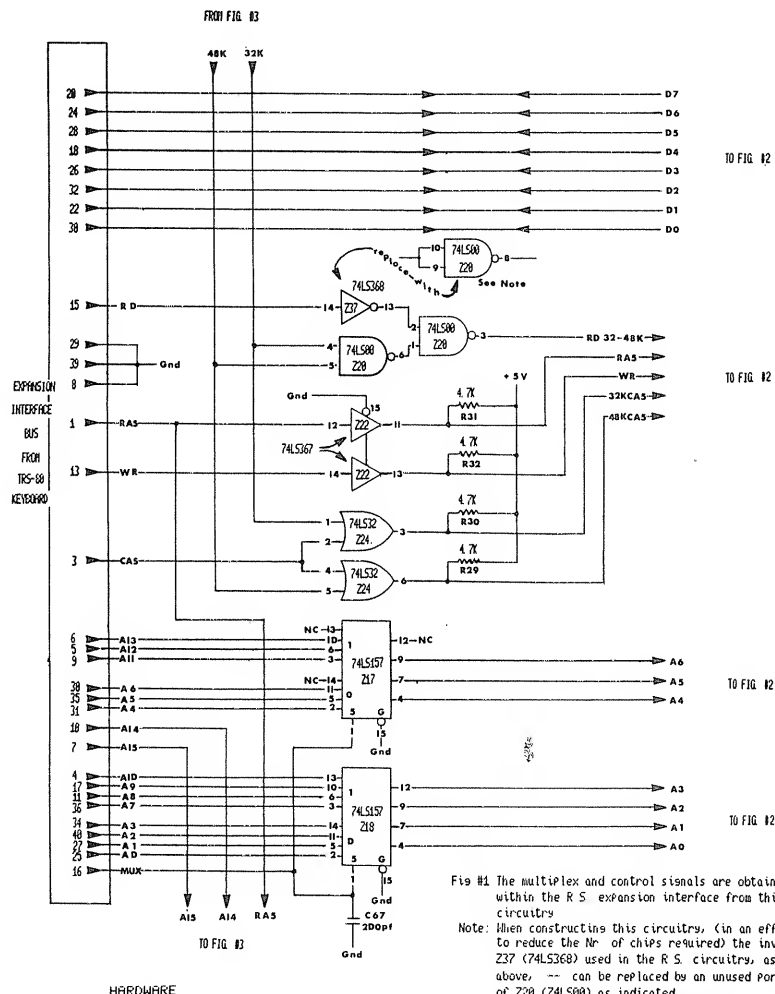 FROM FIG. #3
48K 32K
20 D7
24 D6
28 D5
18 D4
26 D3
32 D2
22 D1
30 D0
TO FIG #2
replace with
10
9
74LS00
Z20
8
See Note
74LS368
15 RD 14 Z37 13
2
1
74LS00
Z20
3 RD 32-48K
4
5
74LS00
Z20
6
29
39
8
Gnd
RAS
WR
32KCAS
48KCAS
TO FIG #2
+5V
EXPANSION
INTERFACE
BUS
FROM
TRS-80
KEYBOARD
Gnd 15
1 RAS 12 Z22 11
4.7K
R31
74LS367
13 WR 14 Z22 13
4.7K
R32
1
2
74LS32
Z24.
3
4.7K
R30
3 CAS
4
5
74LS32
Z24
6
4.7K
R29
NC 13 12 NC
6 A13 10
5 A12 6
9 A11 3
1
74LS157
Z17
9 A6
7 A5
4 A4
NC 14
38 A6 11
35 A5 5
31 A4 2
0
S G
1 15
Gnd
TO FIG #2
10 A14
7 A15
4 A10 13
17 A9 10
11 A8 6
36 A7 3
1
74LS157
Z18
12 A3
9 A2
7 A1
4 A0
34 A3 14
40 A2 11
27 A1 5
25 A0 2
0
S G
1 15
Gnd
TO FIG #2
16 MUX
C67
200pf
Gnd
A15 A14 RAS
TO FIG #3
Fig #1 The multiplex and control signals are obtain
within the R S expansion interface from thi
circuitry
Note: When constructing this circuitry, (in an eff
to reduce the Nr of chips required) the inv
Z37 (74LS368) used in the R S. circuitry, as
above, -- can be replaced by an unused por
of Z20 (74LS00) as indicated
HARDWARE